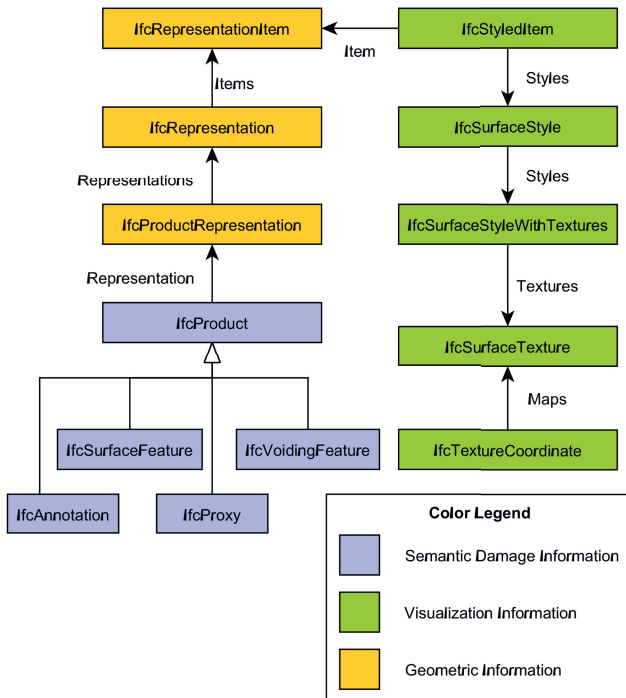 IfcRepresentationItem
IfcStyledItem
Item
Items
Styles
IfcRepresentation
IfcSurfaceStyle
Representations
Styles
IfcProductRepresentation
IfcSurfaceStyleWithTextures
Representation
Textures
IfcProduct
IfcSurfaceTexture
Maps
IfcSurfaceFeature
IfcVoidingFeature
IfcTextureCoordinate
IfcAnnotation
IfcProxy
Color Legend
Semantic Damage Information
Visualization Information
Geometric Information